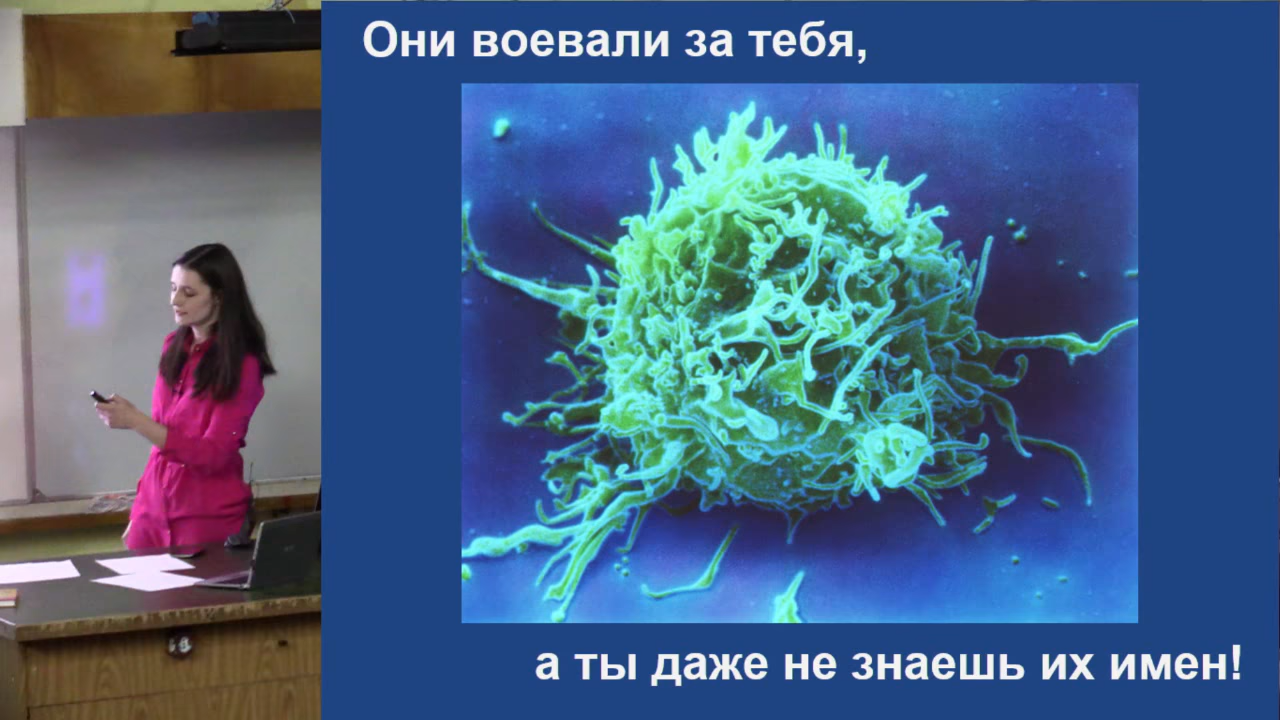 Они воевали за тебя,
а ты даже не знаешь их имен!